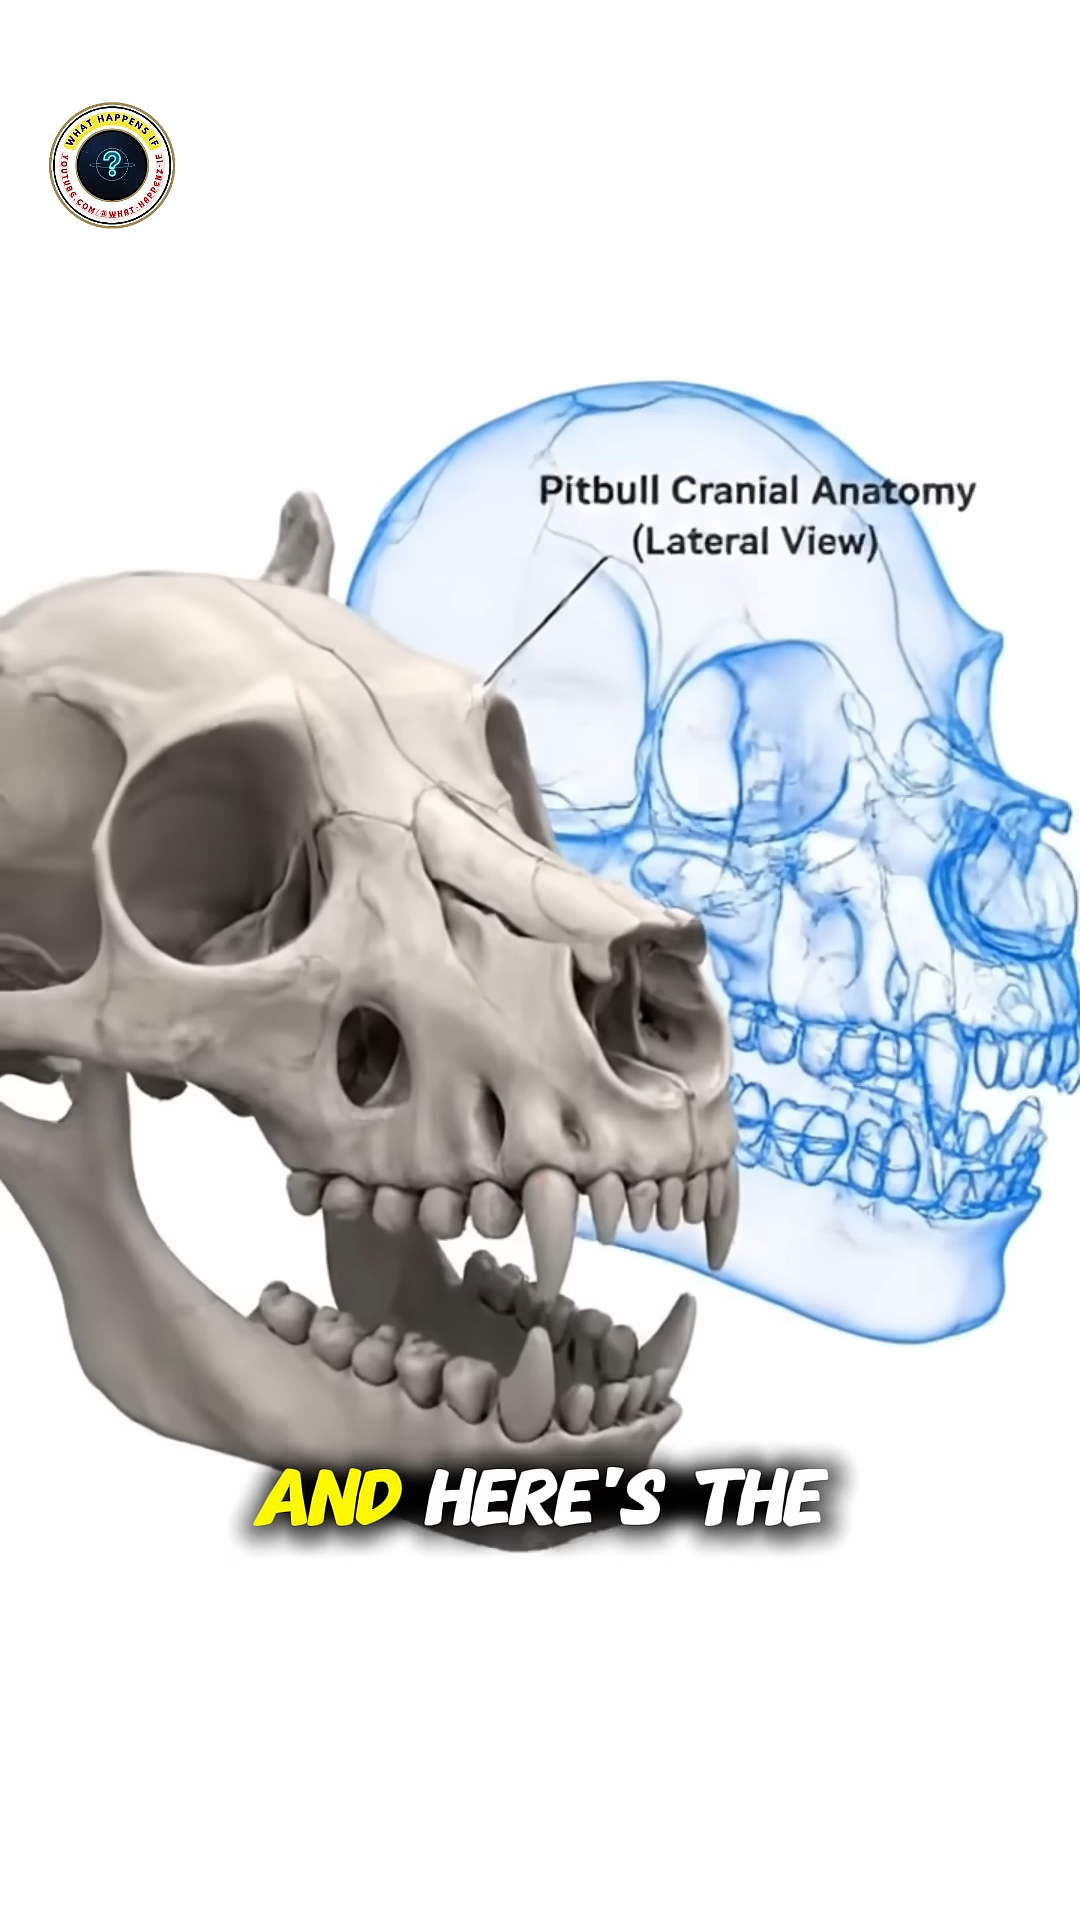 WHAT HAPPENS IF
YOUTUBE.COM/@WHAT-HAPPENZ-IF
Pitbull Cranial Anatomy
(Lateral View)
AND HERE'S THE